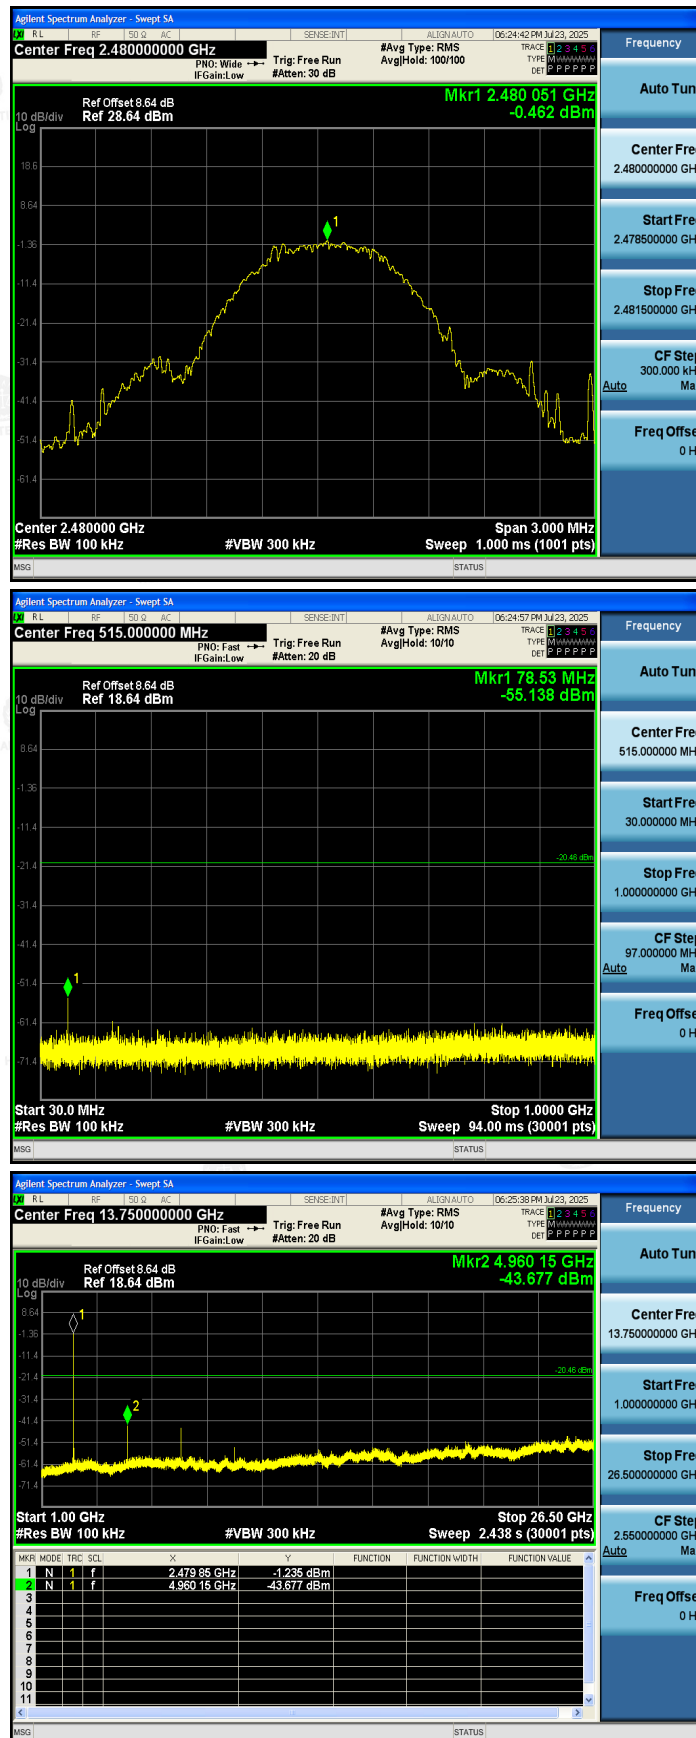 Agilent Spectrum Analyzer - Swept SA
LXI RL RF 50 Ω AC SENSE:INT ALIGNAUTO 06:24:42 PM Jul 23, 2025
Center Freq 2.480000000 GHz #Avg Type: RMS TRACE 1 2 3 4 5 6 Frequency
PNO: Wide Trig: Free Run Avg|Hold: 100/100 TYPE M
IFGain:Low #Atten: 30 dB DET P P P P P P
Auto Tun
Mkr1 2.480 051 GHz
Ref Offset 8.64 dB
10 dB/div Ref 28.64 dBm -0.462 dBm
Log
18.6
8.64
-1.36
-11.4
-21.4
-31.4
-41.4
-51.4
-61.4
1
Center Fre
2.480000000 GH
Start Fre
2.478500000 GH
Stop Fre
2.481500000 GH
CF Ste
300.000 kH
Auto Ma
Freq Offse
0 H
Center 2.480000 GHz Span 3.000 MHz
#Res BW 100 kHz #VBW 300 kHz Sweep 1.000 ms (1001 pts)
MSG STATUS
Agilent Spectrum Analyzer - Swept SA
LXI RL RF 50 Ω AC SENSE:INT ALIGNAUTO 06:24:57 PM Jul 23, 2025
Center Freq 515.000000 MHz #Avg Type: RMS TRACE 1 2 3 4 5 6 Frequency
PNO: Fast Trig: Free Run Avg|Hold: 10/10 TYPE M
IFGain:Low #Atten: 20 dB DET P P P P P P
Auto Tun
Mkr1 78.53 MHz
Ref Offset 8.64 dB
10 dB/div Ref 18.64 dBm -55.138 dBm
Log
8.64
-1.36
-11.4
-21.4
-31.4
-41.4
-51.4
-61.4
-71.4
-20.46 dBm
1
Center Fre
515.000000 MH
Start Fre
30.000000 MH
Stop Fre
1.000000000 GH
CF Ste
97.000000 MH
Auto Ma
Freq Offse
0 H
Start 30.0 MHz Stop 1.0000 GHz
#Res BW 100 kHz #VBW 300 kHz Sweep 94.00 ms (30001 pts)
MSG STATUS
Agilent Spectrum Analyzer - Swept SA
LXI RL RF 50 Ω AC SENSE:INT ALIGNAUTO 06:25:38 PM Jul 23, 2025
Center Freq 13.750000000 GHz #Avg Type: RMS TRACE 1 2 3 4 5 6 Frequency
PNO: Fast Trig: Free Run Avg|Hold: 10/10 TYPE M
IFGain:Low #Atten: 20 dB DET P P P P P P
Auto Tun
Mkr2 4.960 15 GHz
Ref Offset 8.64 dB
10 dB/div Ref 18.64 dBm -43.677 dBm
Log
8.64
-1.36
-11.4
-21.4
-31.4
-41.4
-51.4
-61.4
-71.4
-20.46 dBm
1
2
Center Fre
13.750000000 GH
Start Fre
1.000000000 GH
Stop Fre
26.500000000 GH
CF Ste
2.550000000 GH
Auto Ma
Freq Offse
0 H
Start 1.00 GHz Stop 26.50 GHz
#Res BW 100 kHz #VBW 300 kHz Sweep 2.438 s (30001 pts)
MKR MODE TRC SCL X Y FUNCTION FUNCTION WIDTH FUNCTION VALUE
1 N 1 f 2.479 85 GHz -1.235 dBm
2 N 1 f 4.960 15 GHz -43.677 dBm
3
4
5
6
7
8
9
10
11
MSG STATUS